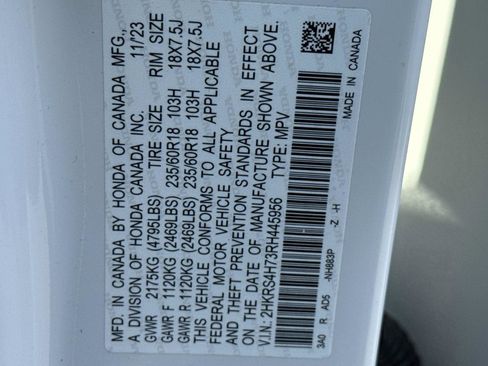 MFD. IN CANADA BY HONDA OF CANADA MFG.,
A DIVISION OF HONDA CANADA INC. 11/23
GVWR 2175KG (4795LBS) TIRE SIZE RIM SIZE
GAWR F 1120KG (2469LBS) 235/60R18 103H 18X7.5J
GAWR R 1120KG (2469LBS) 235/60R18 103H 18X7.5J
THIS VEHICLE CONFORMS TO ALL APPLICABLE
FEDERAL MOTOR VEHICLE SAFETY
AND THEFT PREVENTION STANDARDS IN EFFECT
ON THE DATE OF MANUFACTURE SHOWN ABOVE.
V.I.N: 2HKRS4H73RH445956 TYPE: MPV
3A0 R AD5 -NH883P -Z -H MADE IN CANADA